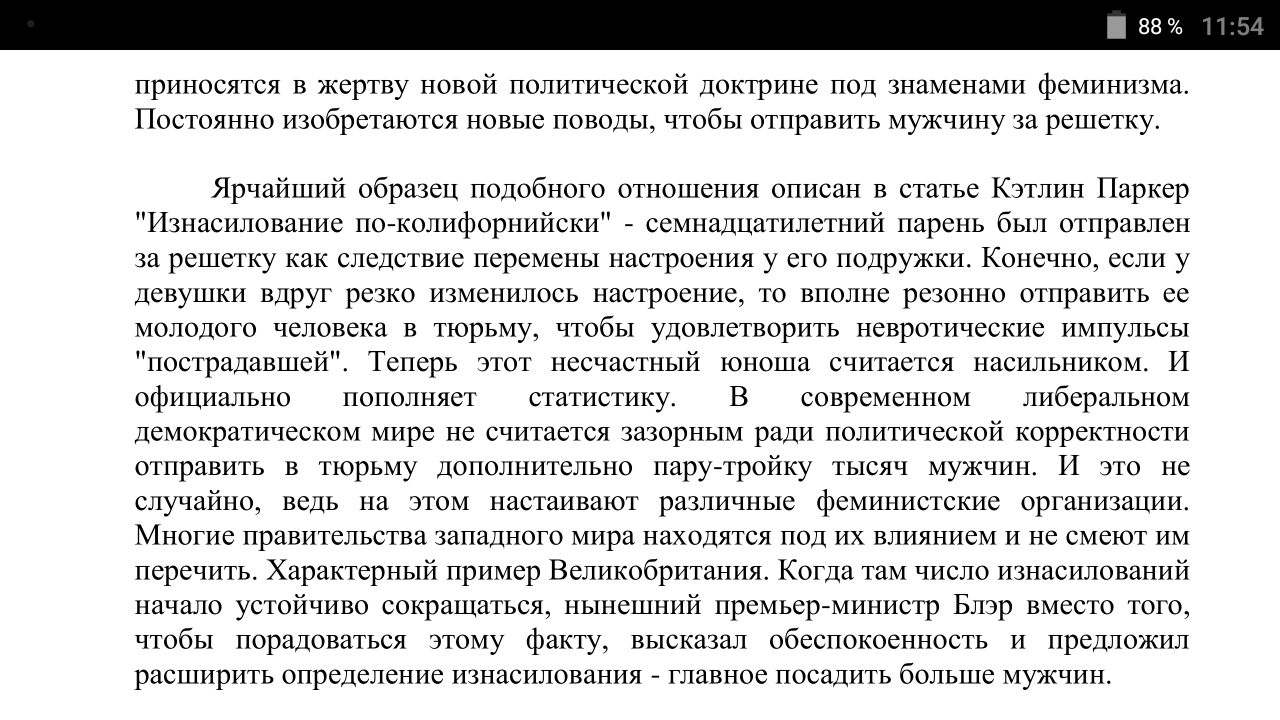 88 % 11:54
приносятся в жертву новой политической доктрине под знаменами феминизма.
Постоянно изобретаются новые поводы, чтобы отправить мужчину за решетку.
Ярчайший образец подобного отношения описан в статье Кэтлин Паркер
"Изнасилование по-колифорнийски" - семнадцатилетний парень был отправлен
за решетку как следствие перемены настроения у его подружки. Конечно, если у
девушки вдруг резко изменилось настроение, то вполне резонно отправить ее
молодого человека в тюрьму, чтобы удовлетворить невротические импульсы
"пострадавшей". Теперь этот несчастный юноша считается насильником. И
официально пополняет статистику. В современном либеральном
демократическом мире не считается зазорным ради политической корректности
отправить в тюрьму дополнительно пару-тройку тысяч мужчин. И это не
случайно, ведь на этом настаивают различные феминистские организации.
Многие правительства западного мира находятся под их влиянием и не смеют им
перечить. Характерный пример Великобритания. Когда там число изнасилований
начало устойчиво сокращаться, нынешний премьер-министр Блэр вместо того,
чтобы порадоваться этому факту, высказал обеспокоенность и предложил
расширить определение изнасилования - главное посадить больше мужчин.